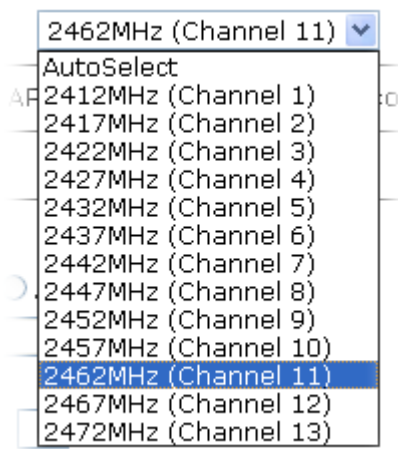 2462MHz (Channel 11)
AutoSelect
2412MHz (Channel 1)
2417MHz (Channel 2)
2422MHz (Channel 3)
2427MHz (Channel 4)
2432MHz (Channel 5)
2437MHz (Channel 6)
2442MHz (Channel 7)
2447MHz (Channel 8)
2452MHz (Channel 9)
2457MHz (Channel 10)
2462MHz (Channel 11)
2467MHz (Channel 12)
2472MHz (Channel 13)